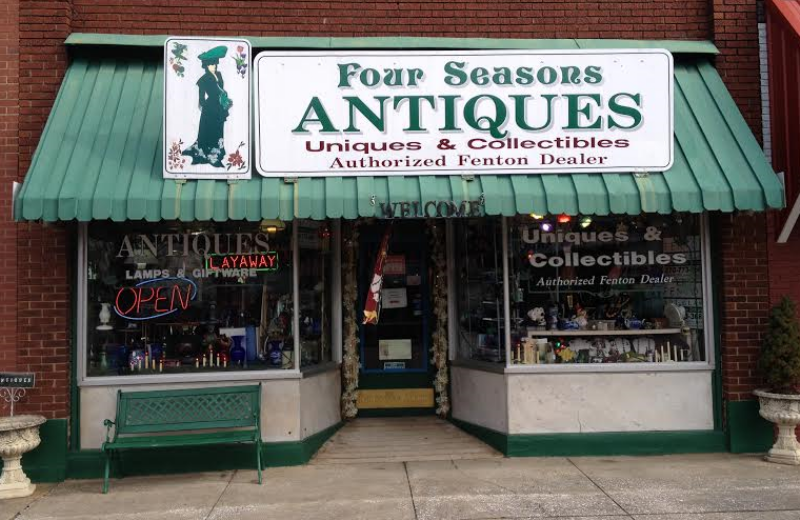 Four Seasons
ANTIQUES
Uniques & Collectibles
Authorized Fenton Dealer
WELCOME
ANTIQUES
LAYAWAY
LAMPS & GIFTWARE
OPEN
Uniques &
Collectibles
Authorized Fenton Dealer